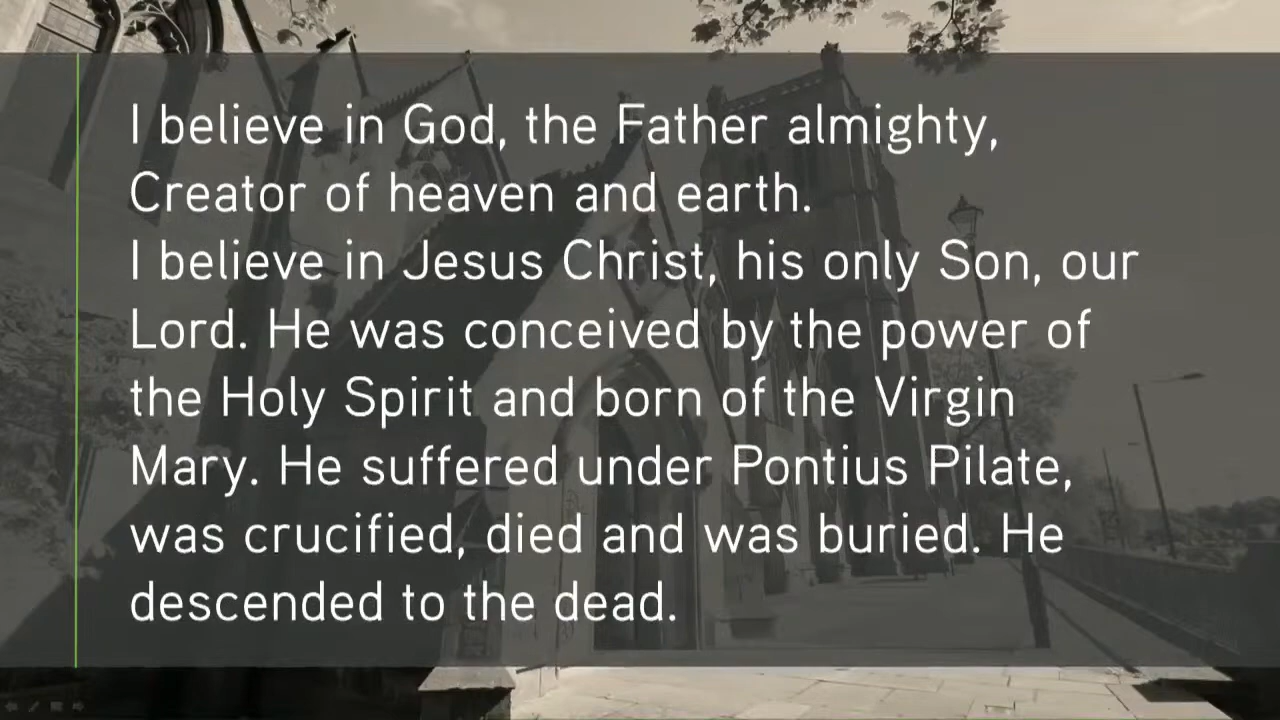 I believe in God, the Father almighty,
Creator of heaven and earth.
I believe in Jesus Christ, his only Son, our
Lord. He was conceived by the power of
the Holy Spirit and born of the Virgin
Mary. He suffered under Pontius Pilate,
was crucified, died and was buried. He
descended to the dead.